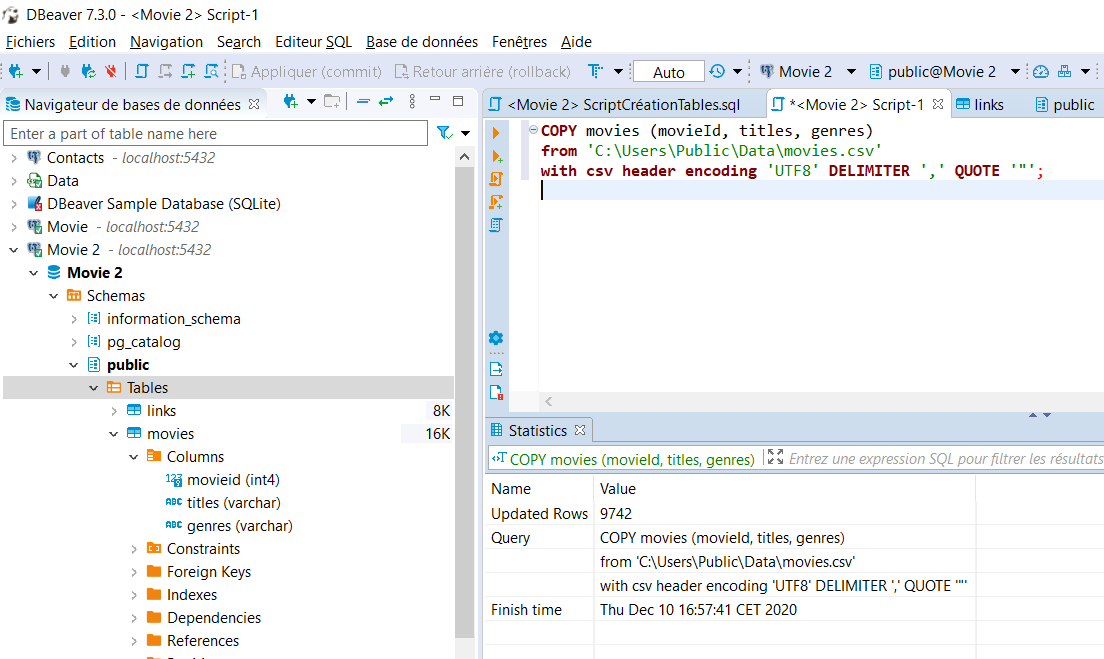 DBeaver 7.3.0 - <Movie 2> Script-1
Fichiers Edition Navigation Search Editeur SQL Base de données Fenêtres Aide
Appliquer (commit) Retour arrière (rollback) Auto Movie 2 public@Movie 2
Navigateur de bases de données
Enter a part of table name here
Contacts - localhost:5432
Data
DBeaver Sample Database (SQLite)
Movie - localhost:5432
Movie 2 - localhost:5432
Movie 2
Schemas
information_schema
pg_catalog
public
Tables
links 8K
movies 16K
Columns
movieid (int4)
titles (varchar)
genres (varchar)
Constraints
Foreign Keys
Indexes
Dependencies
References
<Movie 2> ScriptCréationTables.sql *<Movie 2> Script-1 links public
COPY movies (movieId, titles, genres)
from 'C:\Users\Public\Data\movies.csv'
with csv header encoding 'UTF8' DELIMITER ',' QUOTE '"';
Statistics
COPY movies (movieId, titles, genres) Entrez une expression SQL pour filtrer les résultats
Name Value
Updated Rows 9742
Query COPY movies (movieId, titles, genres)
from 'C:\Users\Public\Data\movies.csv'
with csv header encoding 'UTF8' DELIMITER ',' QUOTE '"'
Finish time Thu Dec 10 16:57:41 CET 2020